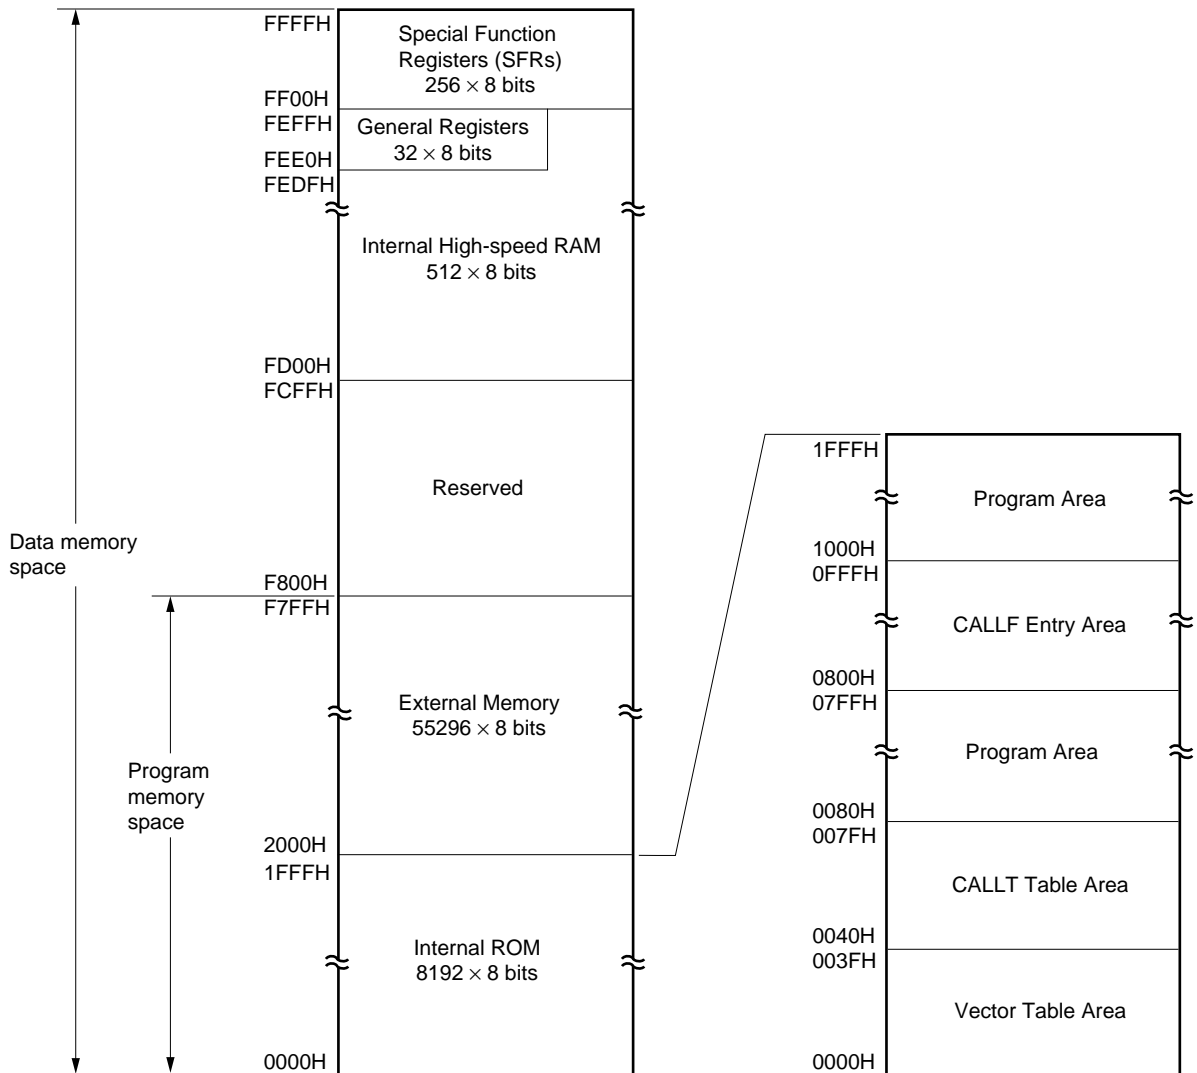 FFFFH
Special Function
Registers (SFRs)
256 × 8 bits
FF00H
FEFFH
General Registers
32 × 8 bits
FEE0H
FEDFH
Internal High-speed RAM
512 × 8 bits
FD00H
FCFFH
Reserved
Data memory
space
F800H
F7FFH
External Memory
55296 × 8 bits
Program
memory
space
2000H
1FFFH
Internal ROM
8192 × 8 bits
0000H
1FFFH
Program Area
1000H
0FFFH
CALLF Entry Area
0800H
07FFH
Program Area
0080H
007FH
CALLT Table Area
0040H
003FH
Vector Table Area
0000H